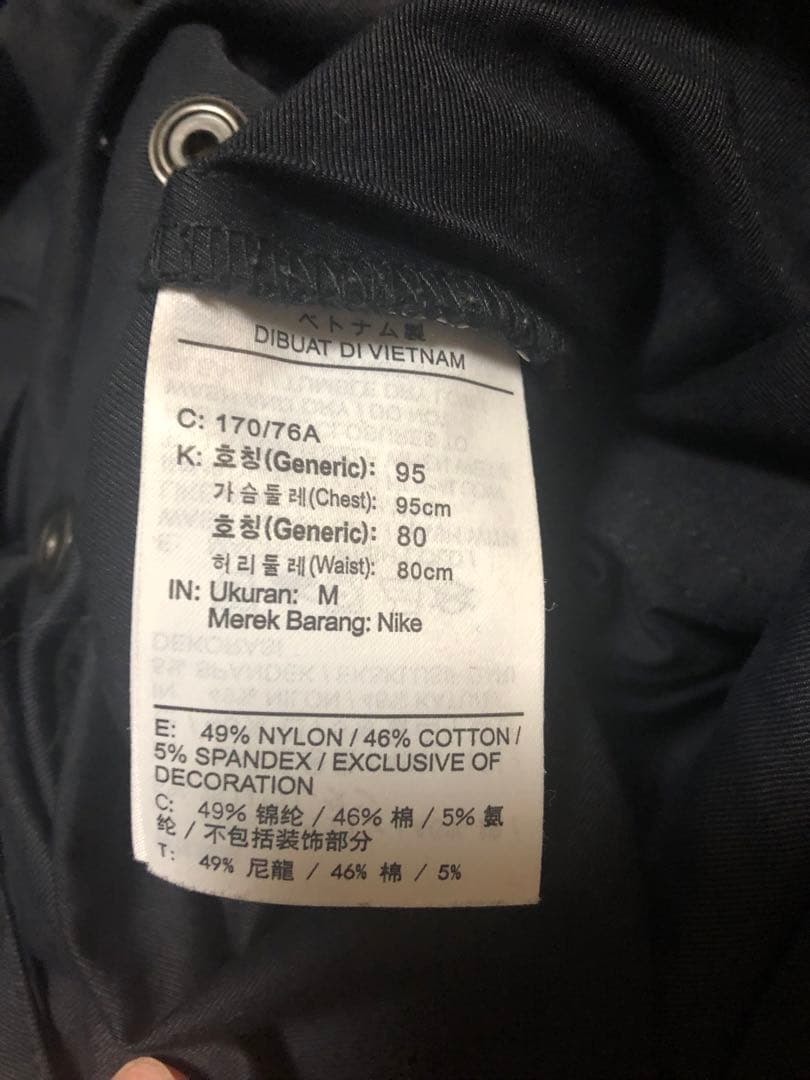 ベトナム製
DIBUAT DI VIETNAM
C: 170/76A
K: 호칭(Generic): 95
가슴둘레(Chest): 95cm
호칭(Generic): 80
허리둘레(Waist): 80cm
IN: Ukuran: M
Merek Barang: Nike
E: 49% NYLON / 46% COTTON /
5% SPANDEX / EXCLUSIVE OF
DECORATION
C: 49% 锦纶 / 46% 棉 / 5% 氨
纶 / 不包括装饰部分
T: 49% 尼龍 / 46% 棉 / 5%